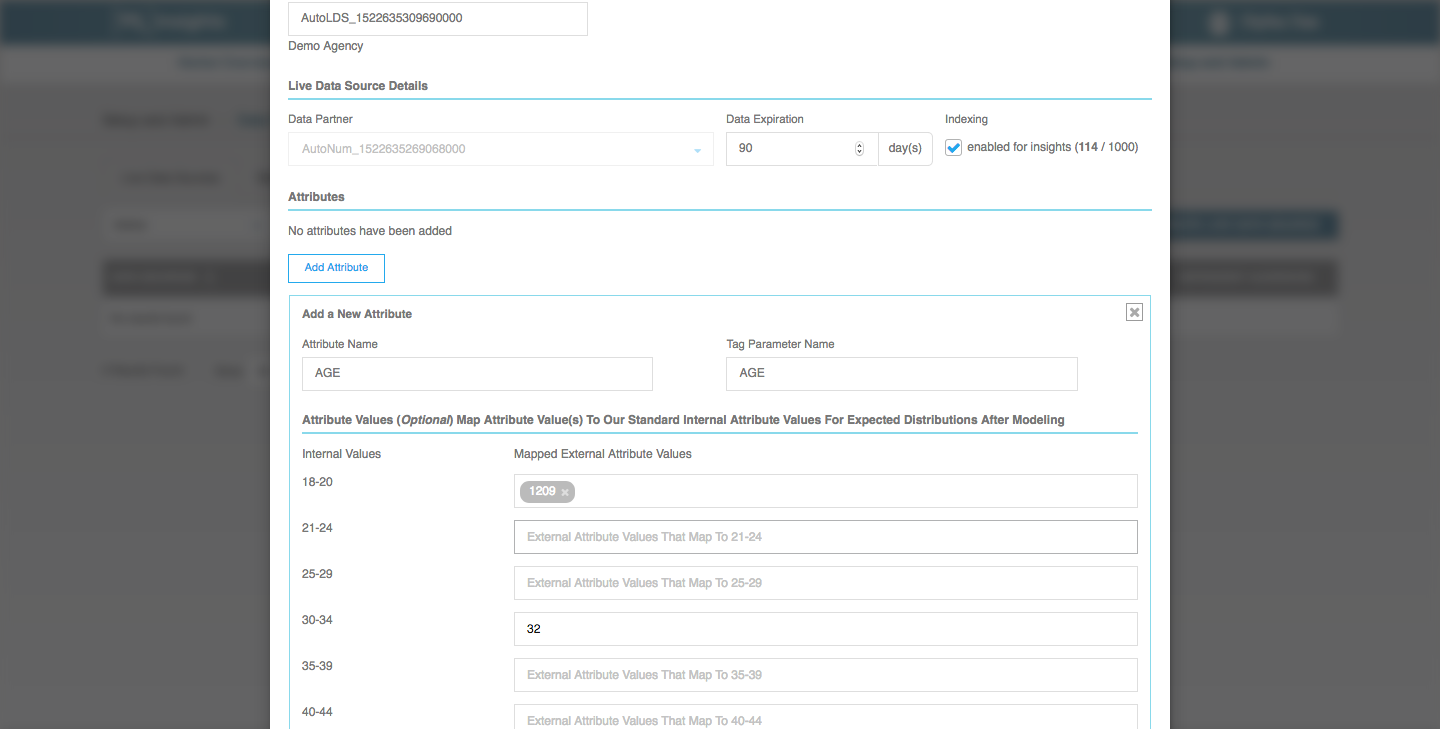 AutoLDS_1522635309690000
Demo Agency
Live Data Source Details
Data Partner
Data Expiration
Indexing
AutoNum_1522635269068000
90
day(s)
enabled for insights (114 / 1000)
Attributes
No attributes have been added
Add Attribute
Add a New Attribute
Attribute Name
Tag Parameter Name
AGE
AGE
Attribute Values (Optional) Map Attribute Value(s) To Our Standard Internal Attribute Values For Expected Distributions After Modeling
Internal Values
Mapped External Attribute Values
18-20
1209 x
21-24
External Attribute Values That Map To 21-24
25-29
External Attribute Values That Map To 25-29
30-34
32
35-39
External Attribute Values That Map To 35-39
40-44
External Attribute Values That Map To 40-44